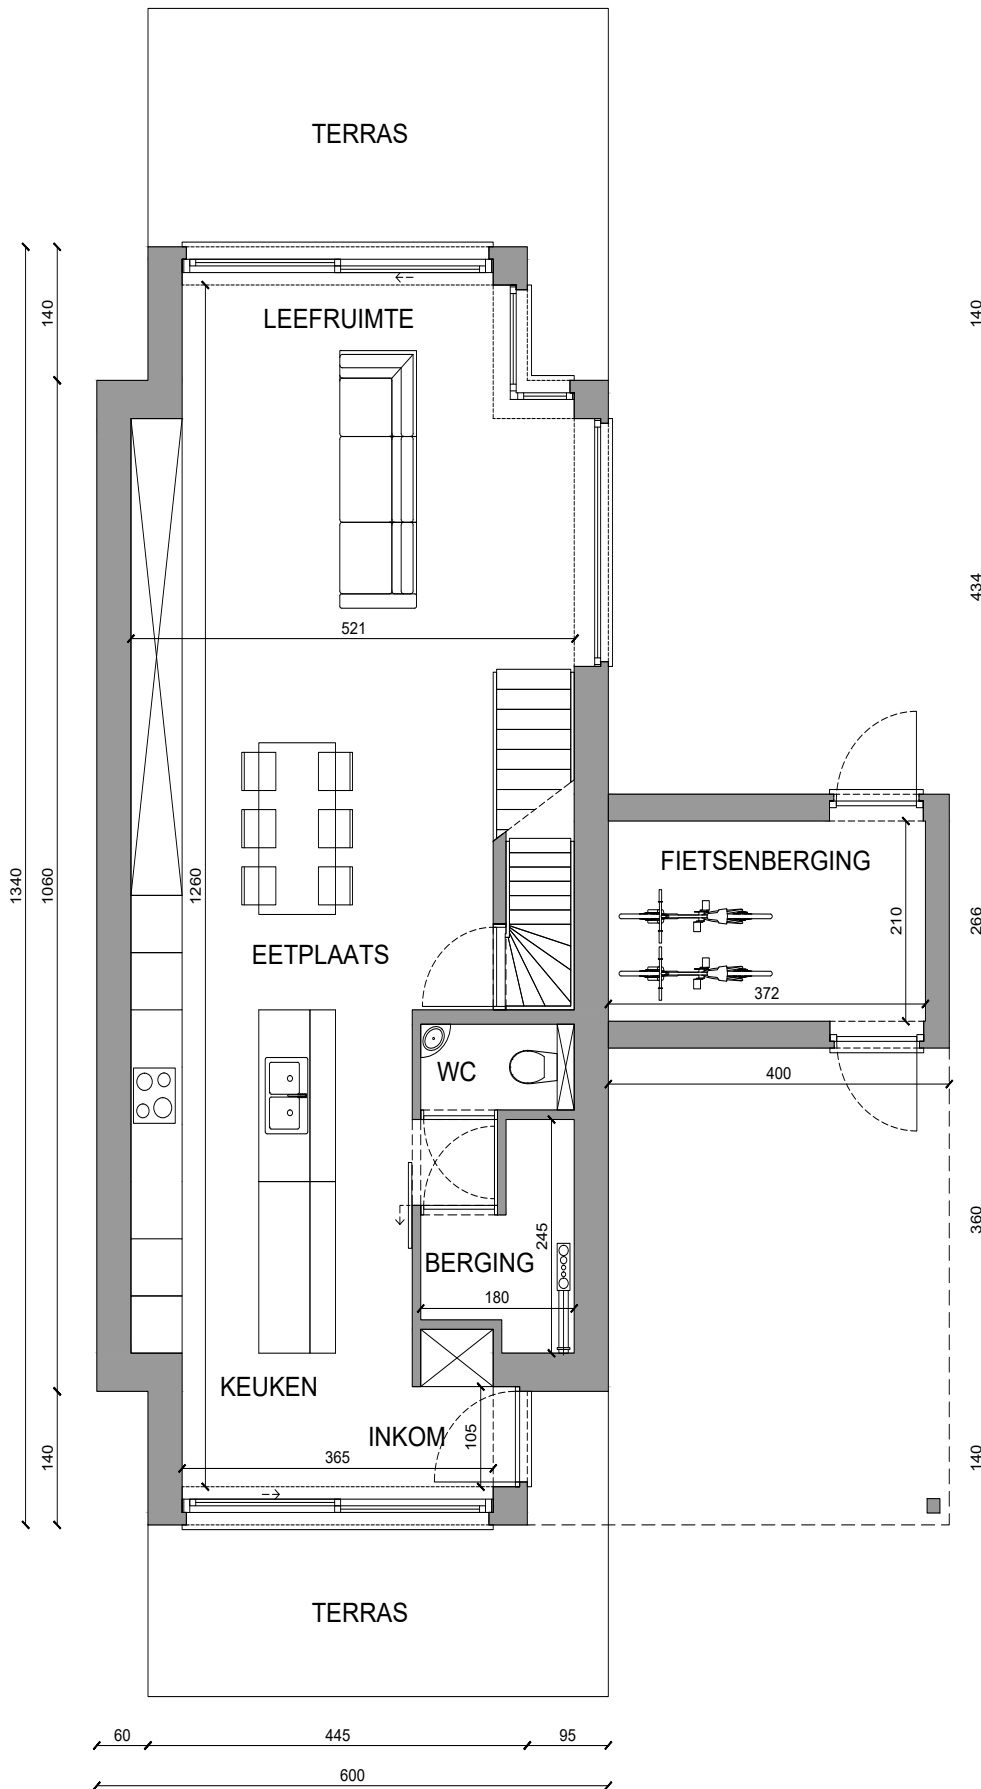 TERRAS
140
140
LEEFRUIMTE
434
521
1340
1060
1260
FIETSENBERGING
210
266
EETPLAATS
372
WC
400
245
360
BERGING
180
KEUKEN
INKOM
105
365
140
140
TERRAS
60
445
95
600